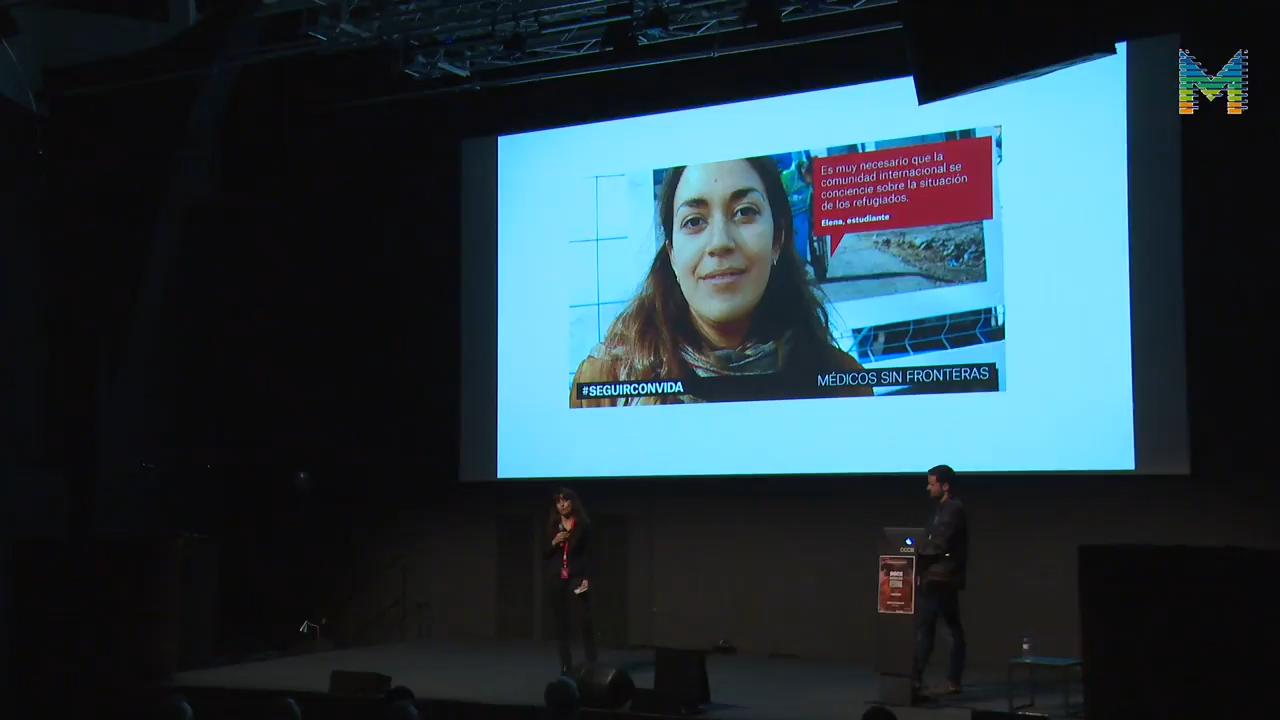 Es muy necesario que la
comunidad internacional se
conciencie sobre la situación
de los refugiados.
Elena, estudiante
#SEGUIRCONVIDA
MÉDICOS SIN FRONTERAS
CCCB
M